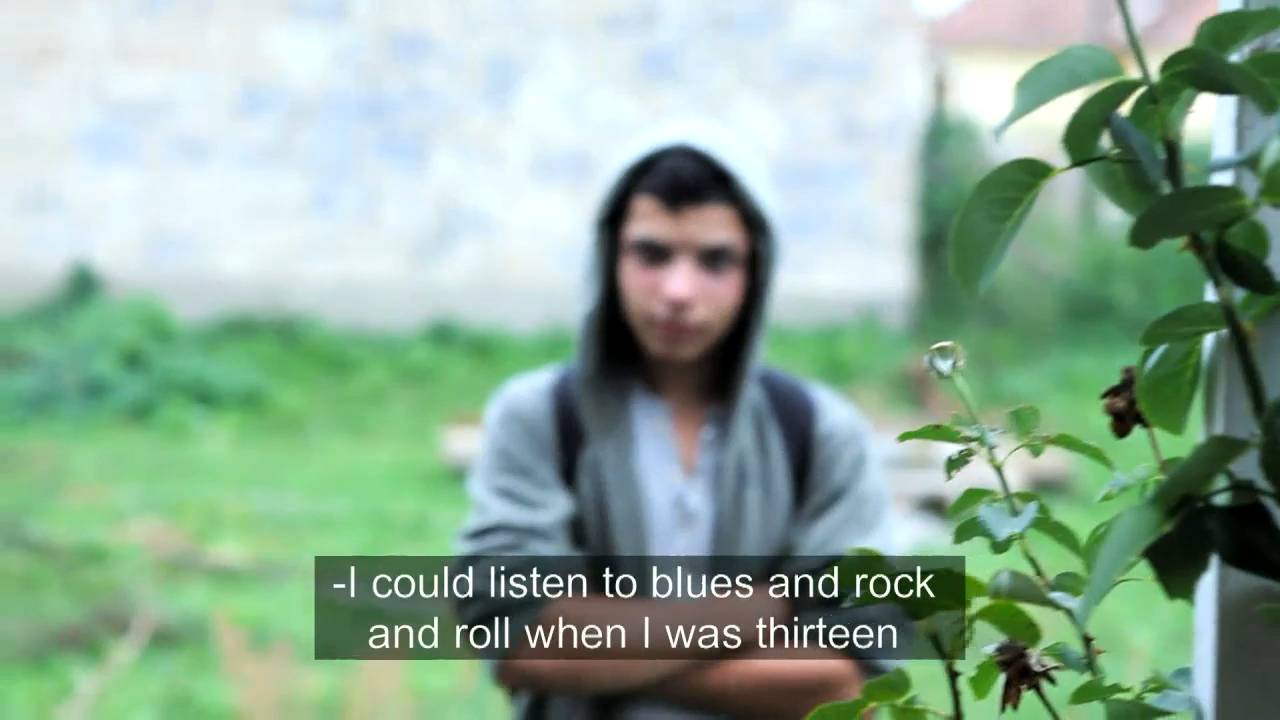 -I could listen to blues and rock
and roll when I was thirteen